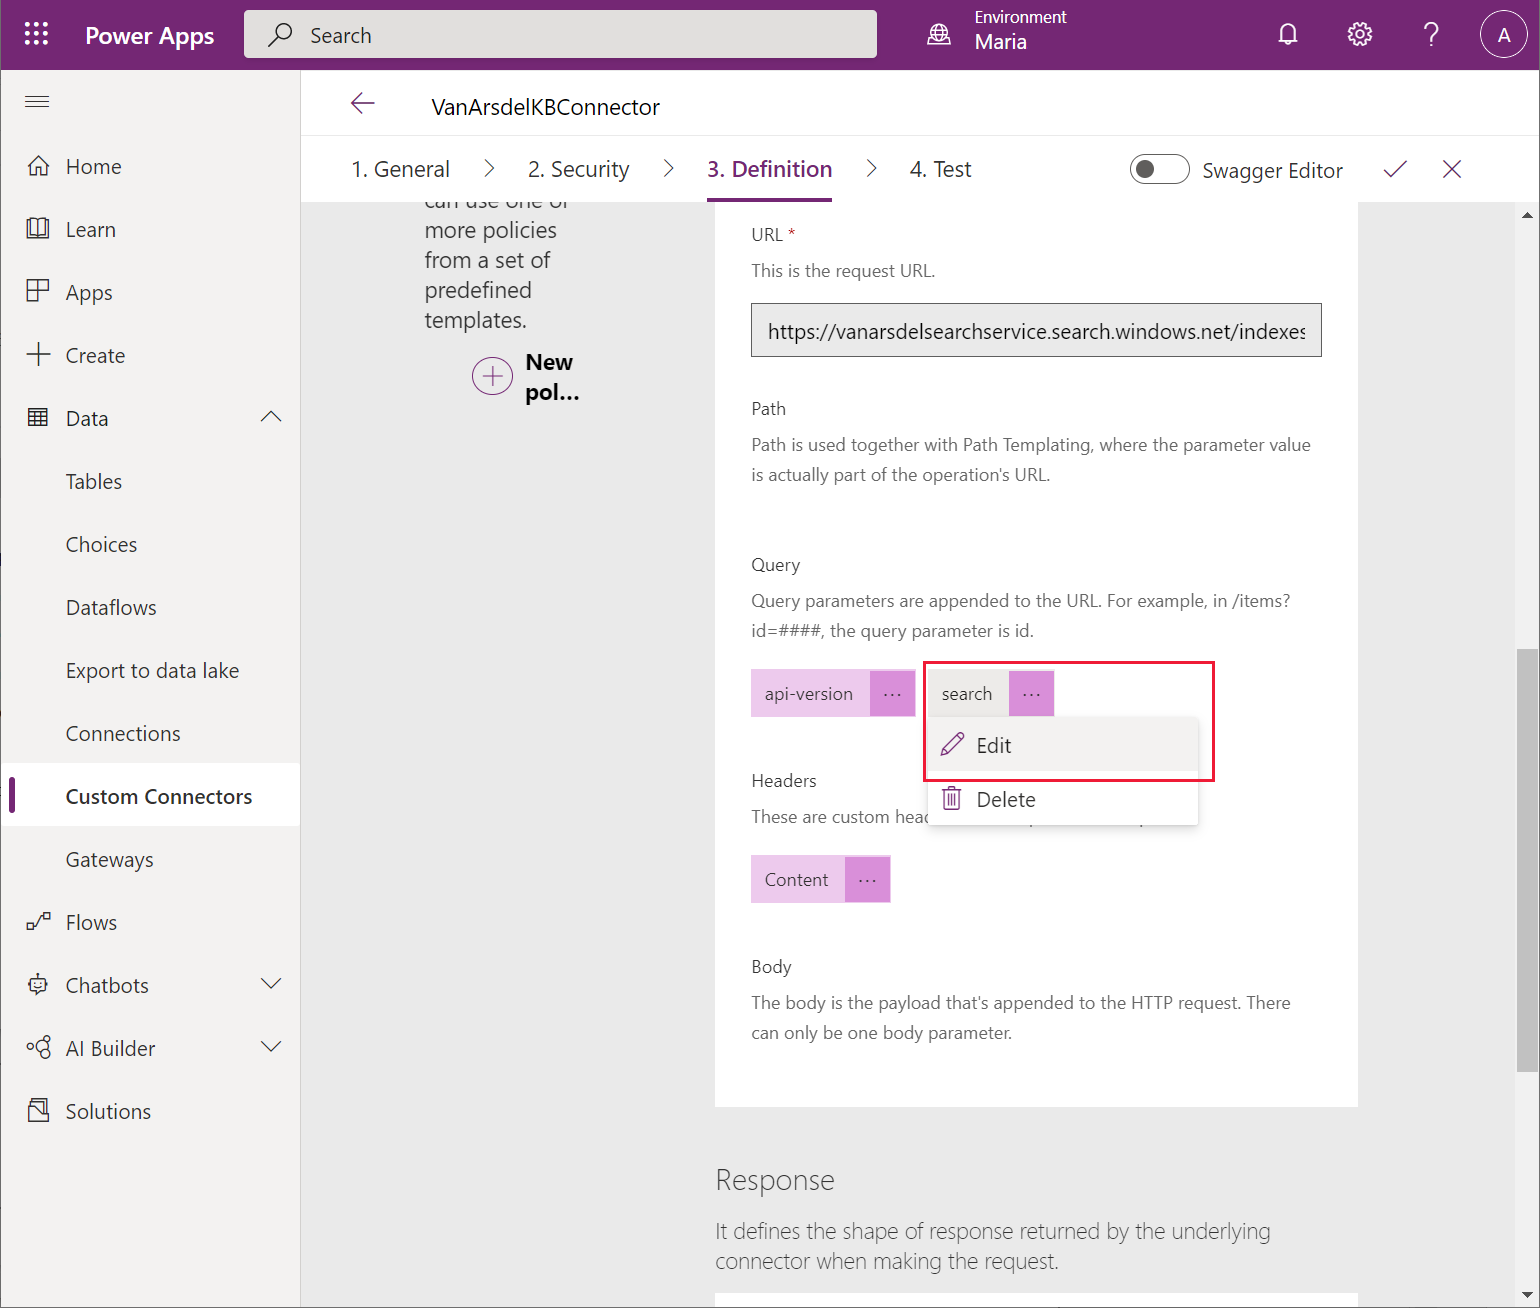 Power Apps
Search
Environment
Maria
A
VanArsdelKBConnector
1. General
2. Security
3. Definition
4. Test
Swagger Editor
Home
Learn
Apps
Create
Data
Tables
Choices
Dataflows
Export to data lake
Connections
Custom Connectors
Gateways
Flows
Chatbots
AI Builder
Solutions
can use one or
more policies
from a set of
predefined
templates.
New
pol...
URL *
This is the request URL.
https://vanarsdelsearchservice.search.windows.net/indexes
Path
Path is used together with Path Templating, where the parameter value
is actually part of the operation's URL.
Query
Query parameters are appended to the URL. For example, in /items?
id=####, the query parameter is id.
api-version ...
search ...
Edit
Delete
Headers
These are custom
Content ...
Body
The body is the payload that's appended to the HTTP request. There
can only be one body parameter.
Response
It defines the shape of response returned by the underlying
connector when making the request.